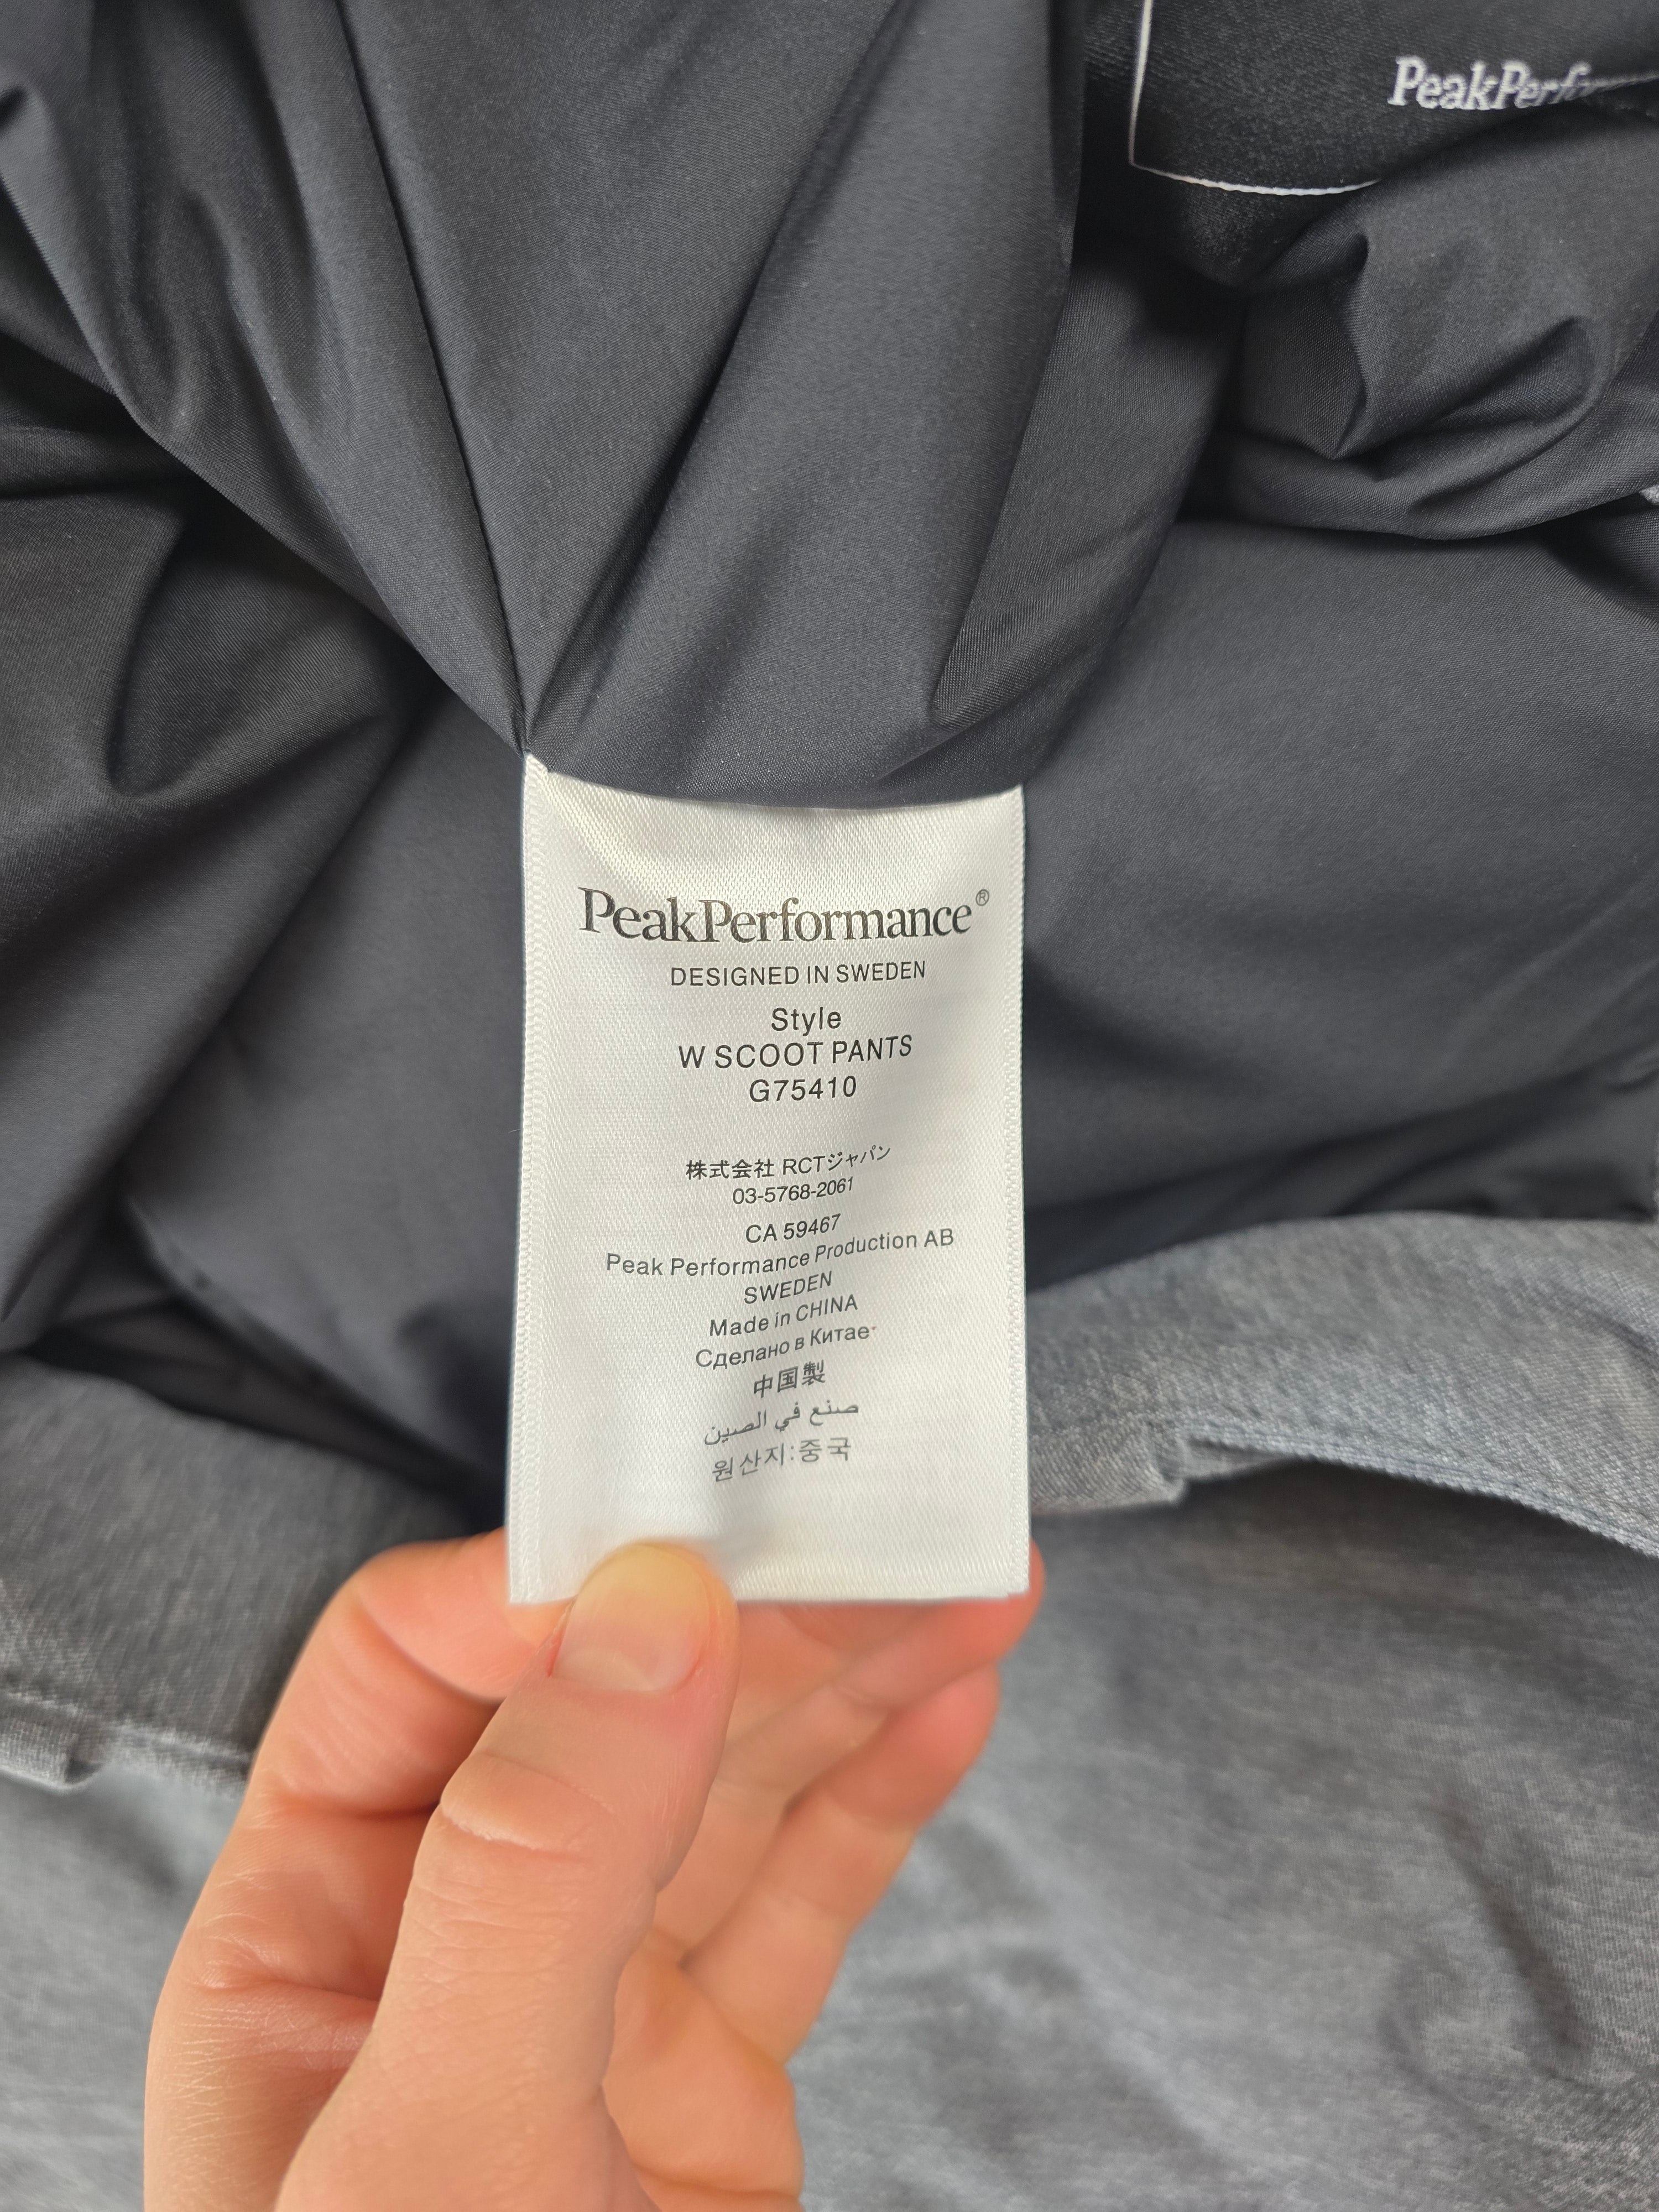 PeakPerfor
PeakPerformance®
DESIGNED IN SWEDEN
Style
W SCOOT PANTS
G75410
株式会社 RCTジャパン
03-5768-2061
CA 59467
Peak Performance Production AB
SWEDEN
Made in CHINA
Сделано в Китае
中国製
صنع في الصين
원산지:중국